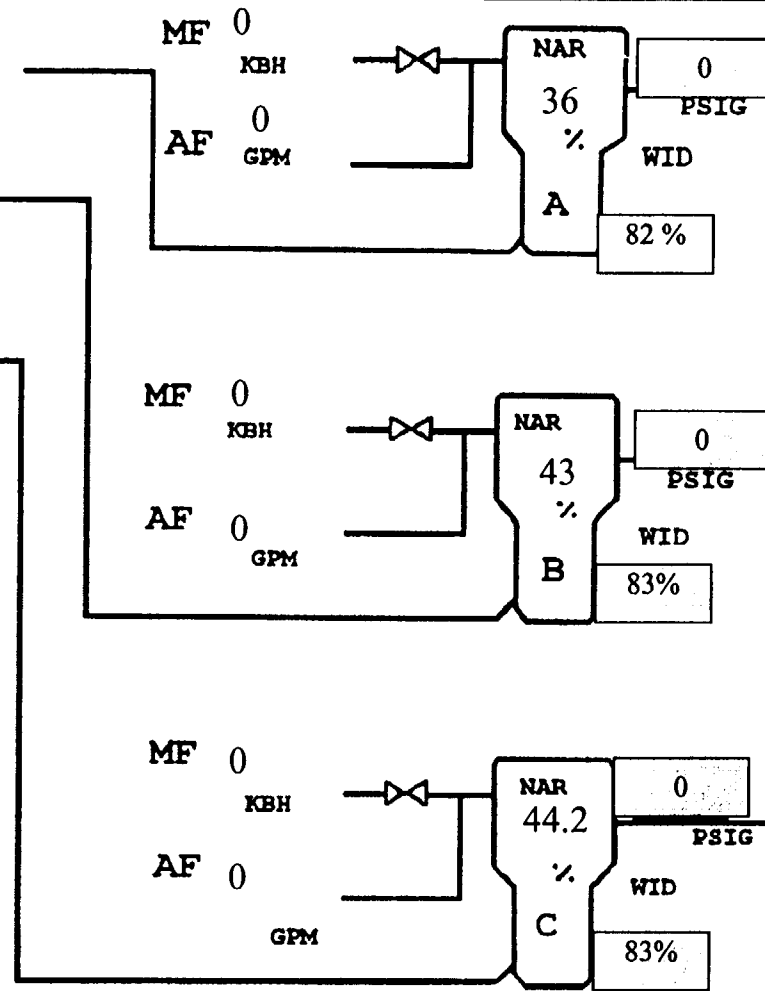 MF 0
KBH
NAR
0
PSIG
36
%
AF 0
GPM
WID
A
82 %
MF 0
KBH
NAR
0
PSIG
43
%
AF 0
GPM
WID
B
83%
MF 0
KBH
NAR
0
PSIG
44.2
%
AF 0
GPM
WID
C
83%